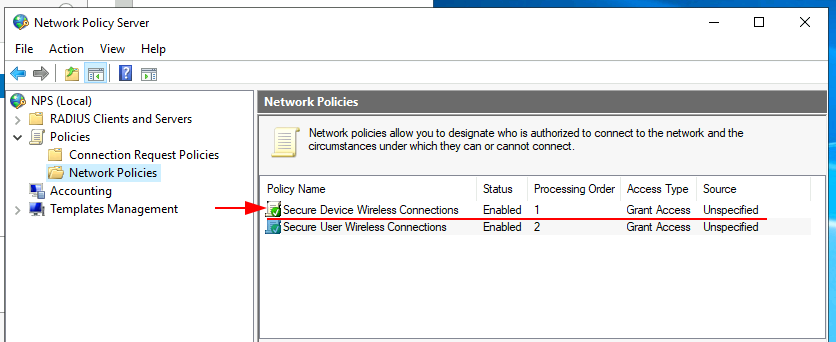 Network Policy Server
File Action View Help
NPS (Local)
RADIUS Clients and Servers
Policies
Connection Request Policies
Network Policies
Accounting
Templates Management
Network Policies
Network policies allow you to designate who is authorized to connect to the network and the
circumstances under which they can or cannot connect.
Policy Name Status Processing Order Access Type Source
Secure Device Wireless Connections Enabled 1 Grant Access Unspecified
Secure User Wireless Connections Enabled 2 Grant Access Unspecified